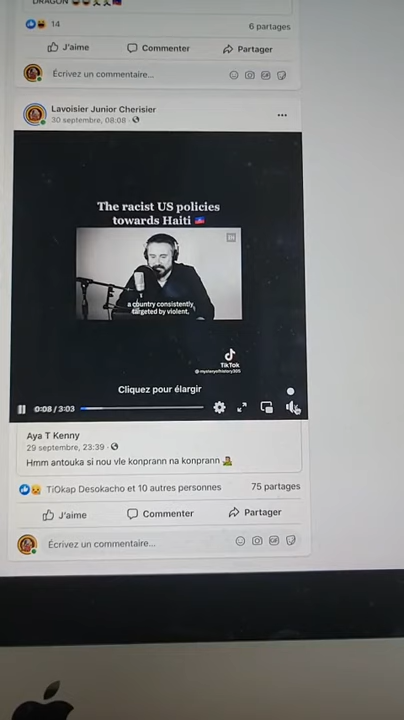 DRAGON
14
6 partages
J'aime
Commenter
Partager
Écrivez un commentaire...
Lavoisier Junior Cherisier
30 septembre, 08:08
The racist US policies
towards Haiti
a country consistently
targeted by violent,
TikTok
Cliquez pour élargir
0:08 / 3:03
Aya T Kenny
29 septembre, 23:39
Hmm antouka si nou vle konprann na konprann
TiOkap Desokacho et 10 autres personnes
75 partages
J'aime
Commenter
Partager
Écrivez un commentaire...